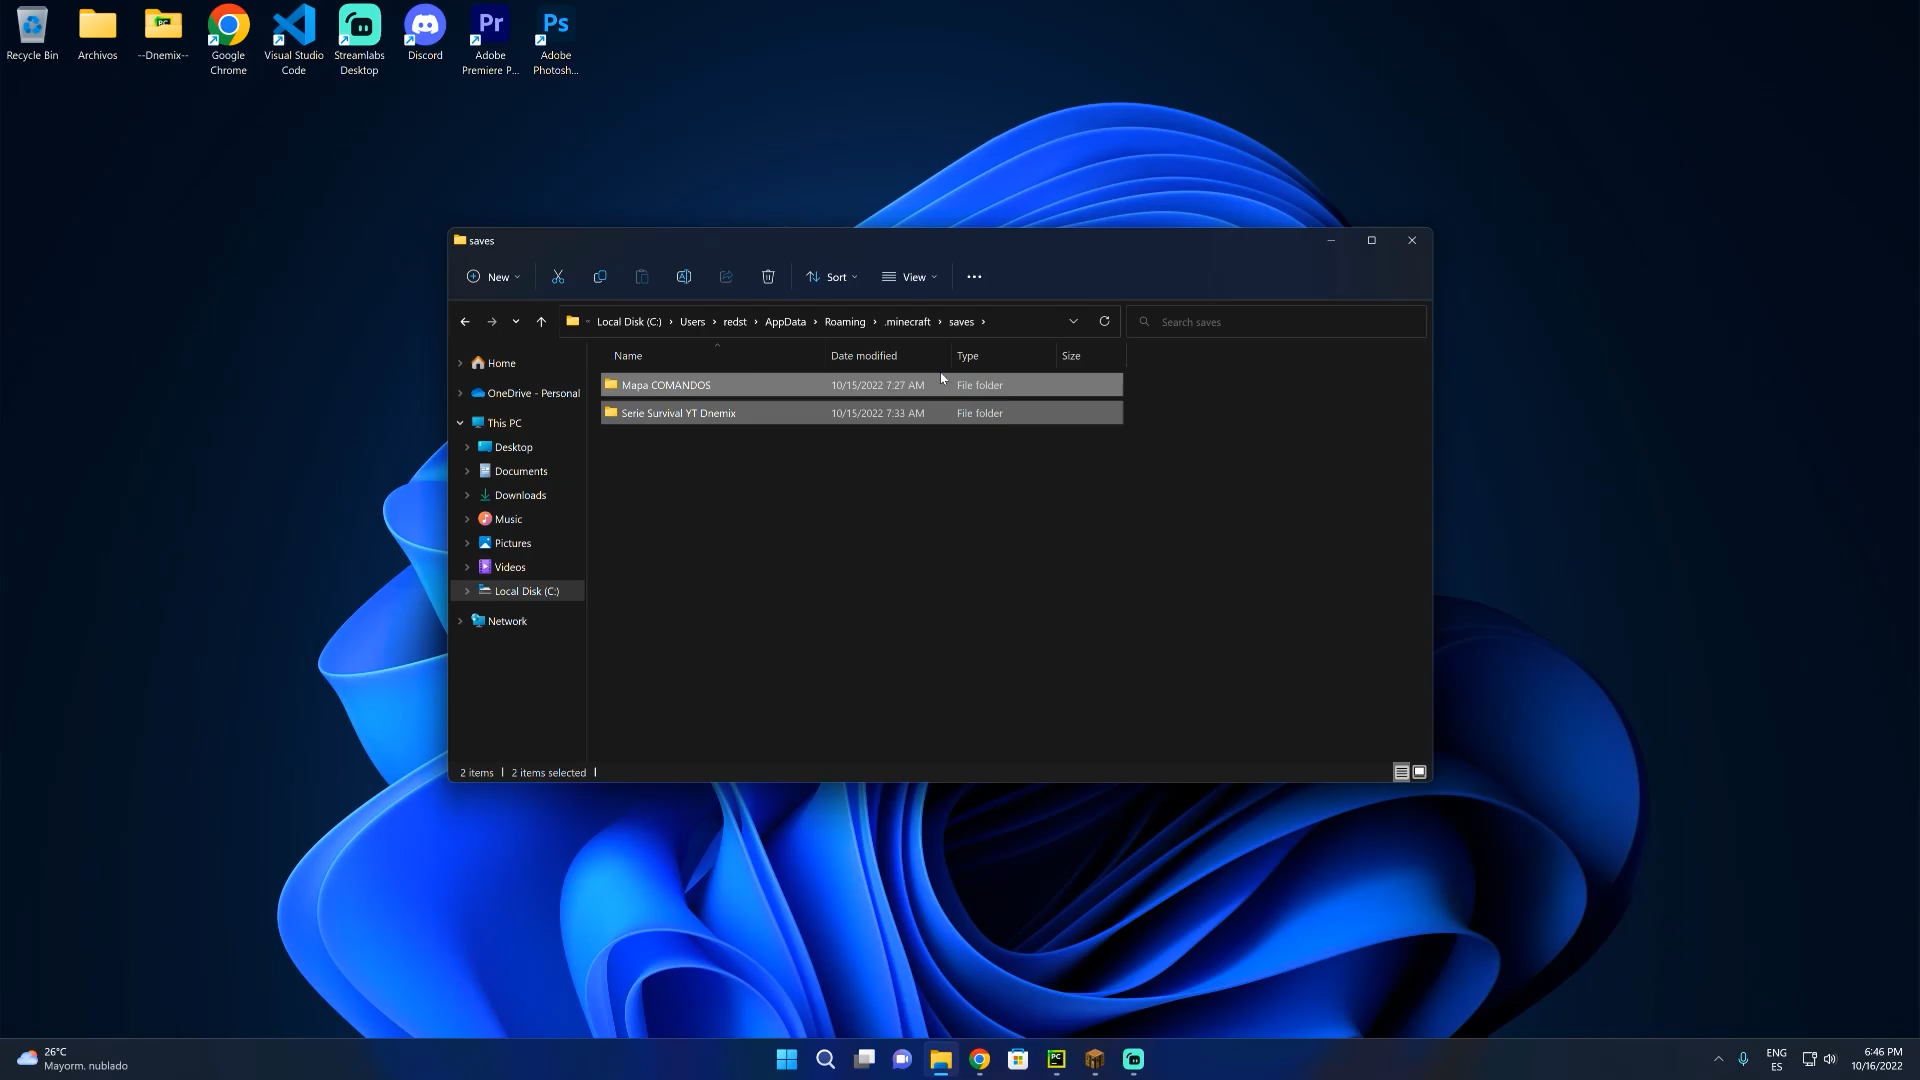 Recycle Bin
Archivos
--Dnemix--
Google
Chrome
Visual Studio
Code
Streamlabs
Desktop
Discord
Pr
Adobe
Premiere P...
Ps
Adobe
Photosh...
saves
New
Sort
View
Local Disk (C:) > Users > redst > AppData > Roaming > .minecraft > saves >
Search saves
Name Date modified Type Size
Mapa COMANDOS 10/15/2022 7:27 AM File folder
Serie Survival YT Dnemix 10/15/2022 7:33 AM File folder
Home
OneDrive - Personal
This PC
Desktop
Documents
Downloads
Music
Pictures
Videos
Local Disk (C:)
Network
2 items 2 items selected
26°C
Mayorm. nublado
PC
ENG
ES
6:46 PM
10/16/2022